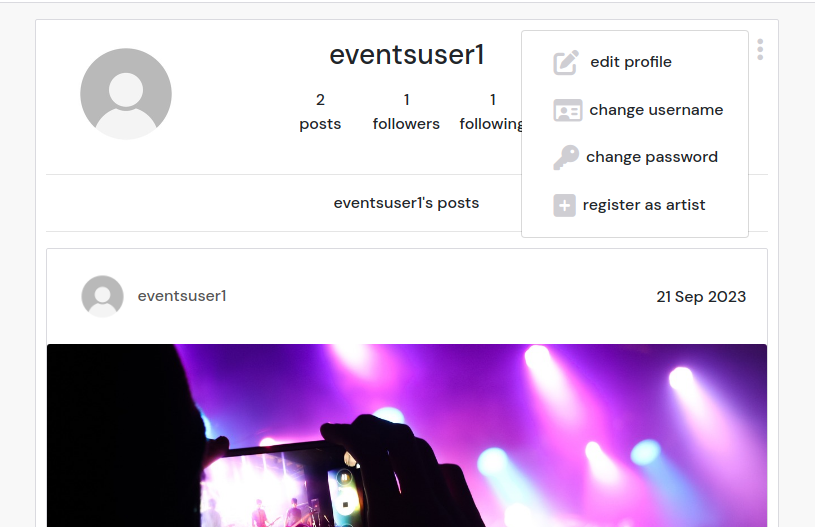 eventsuser1
2
posts
1
followers
1
following
edit profile
change username
change password
register as artist
eventsuser1's posts
eventsuser1
21 Sep 2023